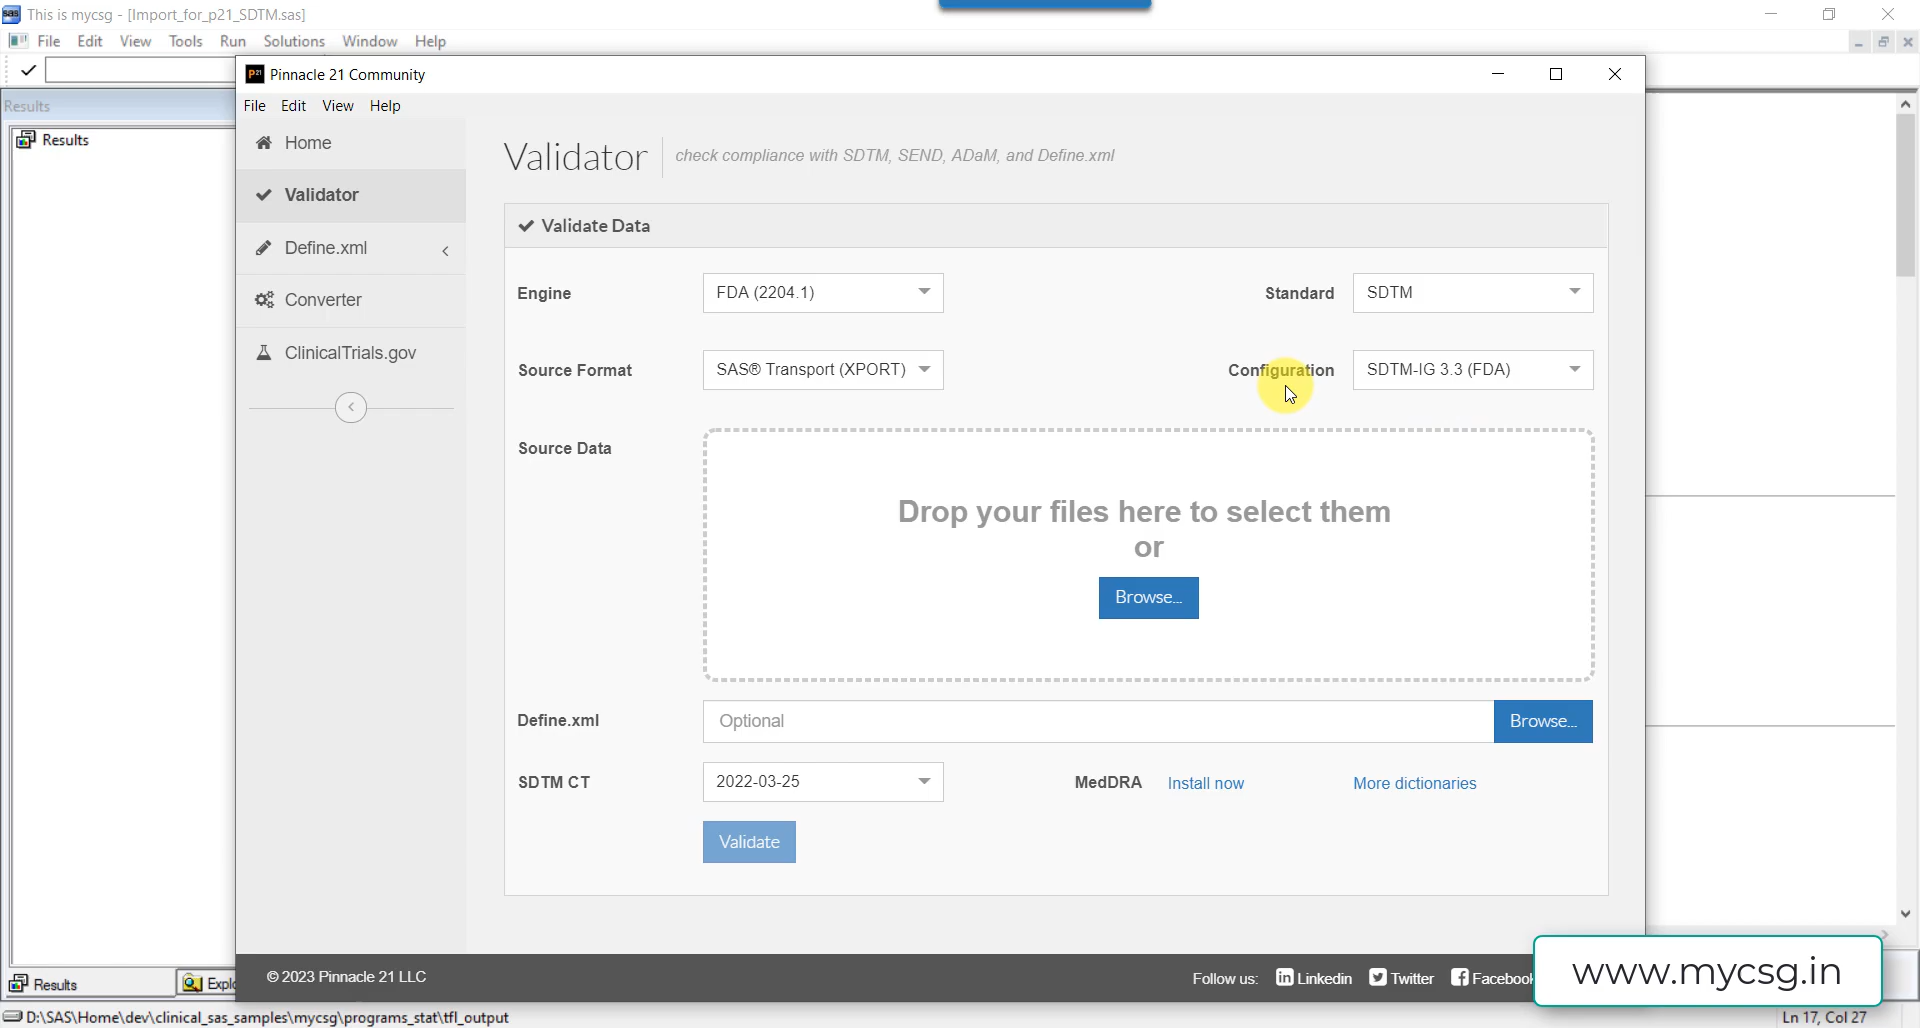 This is mycsg - [Import_for_p21_SDTM.sas]
File Edit View Tools Run Solutions Window Help
Pinnacle 21 Community
File Edit View Help
Results
Results
Home
Validator
Define.xml
Converter
ClinicalTrials.gov
Validator check compliance with SDTM, SEND, ADaM, and Define.xml
Validate Data
Engine FDA (2204.1) Standard SDTM
Source Format SAS® Transport (XPORT) Configuration SDTM-IG 3.3 (FDA)
Source Data
Drop your files here to select them
or
Browse...
Define.xml Optional Browse...
SDTM CT 2022-03-25 MedDRA Install now More dictionaries
Validate
© 2023 Pinnacle 21 LLC
Follow us: Linkedin Twitter Facebook
www.mycsg.in
Results Explo
D:\SAS\Home\dev\clinical_sas_samples\mycsg\programs_stat\tfl_output
Ln 17, Col 27